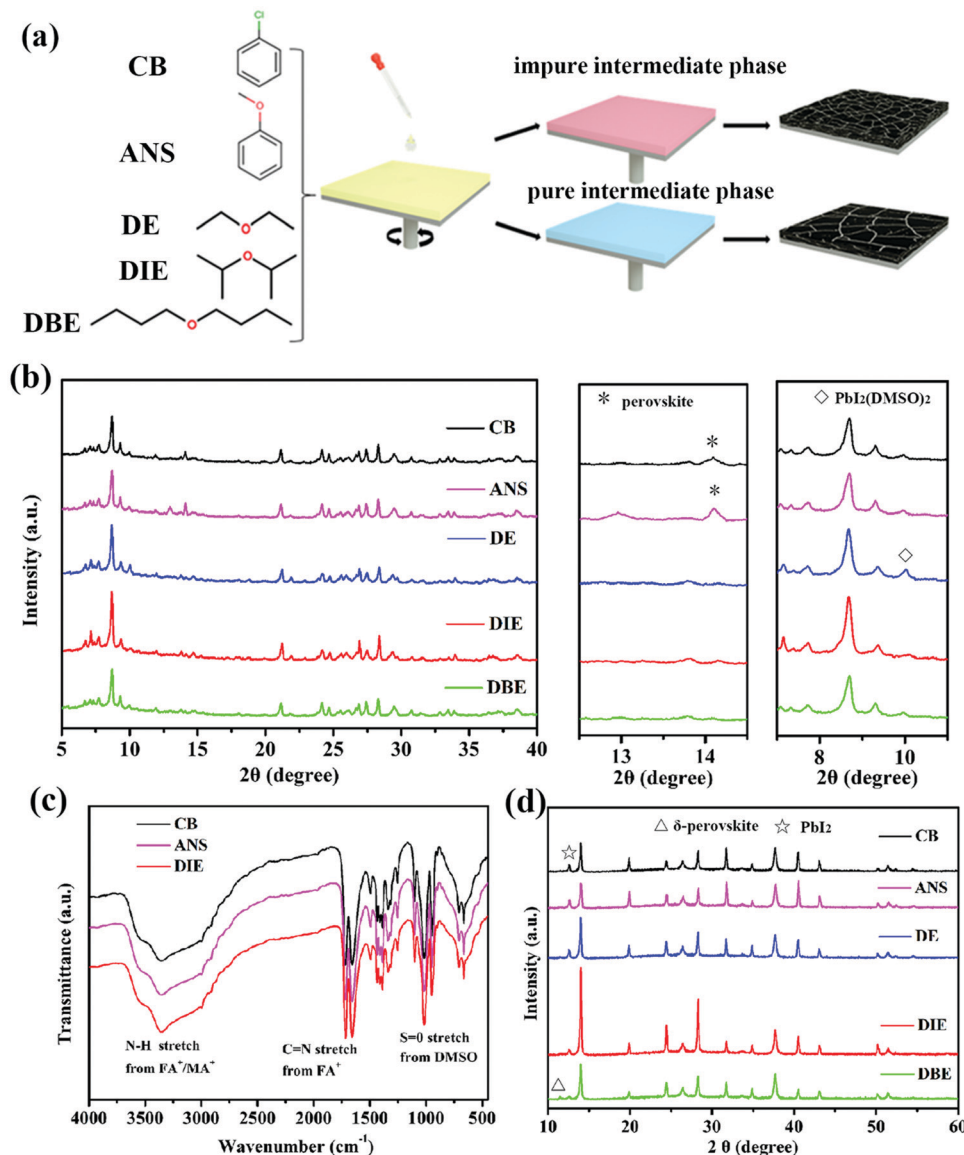 (a)
Cl
CB
O
ANS
DE
O
DIE
O
DBE
O
impure intermediate phase
pure intermediate phase
(b)
Intensity (a.u.)
CB
ANS
DE
DIE
DBE
5 10 15 20 25 30 35 40
2θ (degree)
* perovskite
*
*
13 14
2θ (degree)
◇ PbI2(DMSO)2
◇
8 10
2θ (degree)
(c)
Transmittance (a.u.)
CB
ANS
DIE
N-H stretch
from FA+/MA+
C=N stretch
from FA+
S=0 stretch
from DMSO
4000 3500 3000 2500 2000 1500 1000 500
Wavenumber (cm-1)
(d)
Intensity (a.u.)
△ δ-perovskite ☆ PbI2
☆
CB
ANS
DE
DIE
DBE
△
10 20 30 40 50 60
2 θ (degree)